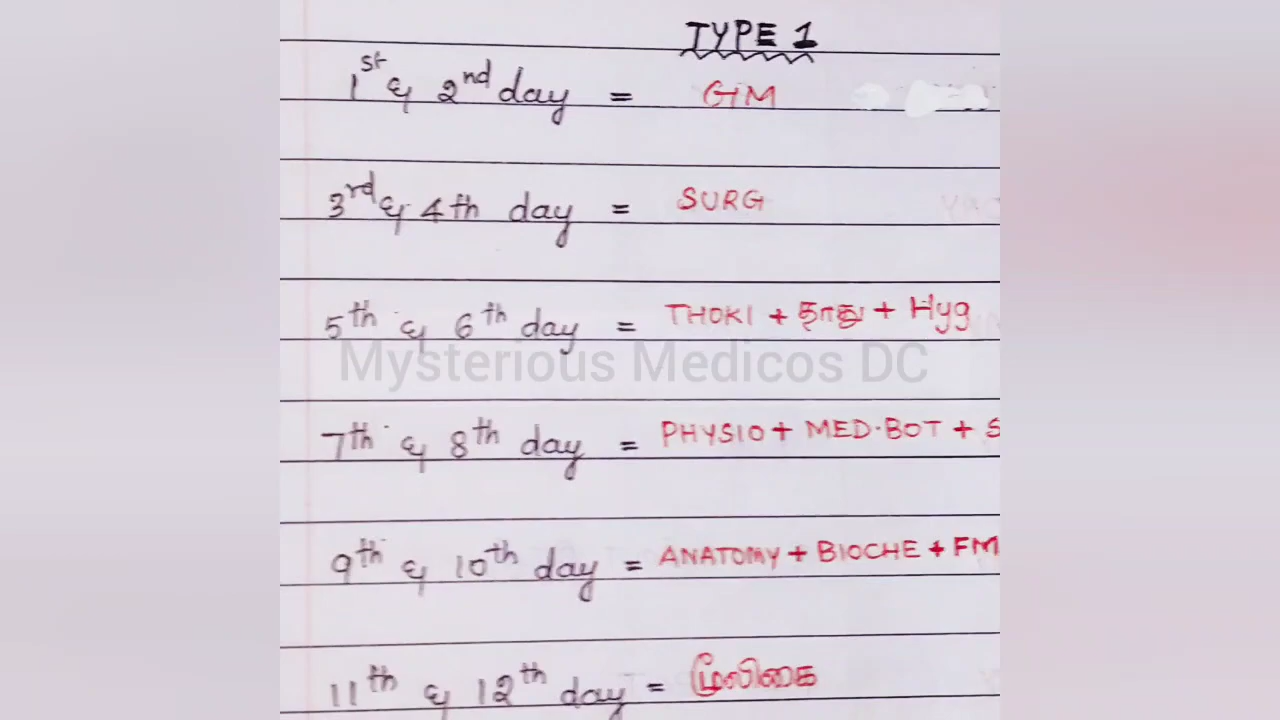 TYPE 1
1st & 2nd day = GM
3rd & 4th day = SURG
5th & 6th day = THOKI + தாது + Hyg
Mysterious Medicos DC
7th & 8th day = PHYSIO + MED.BOT + S
9th & 10th day = ANATOMY + BIOCHE + FM
11th & 12th day = மூலிகை